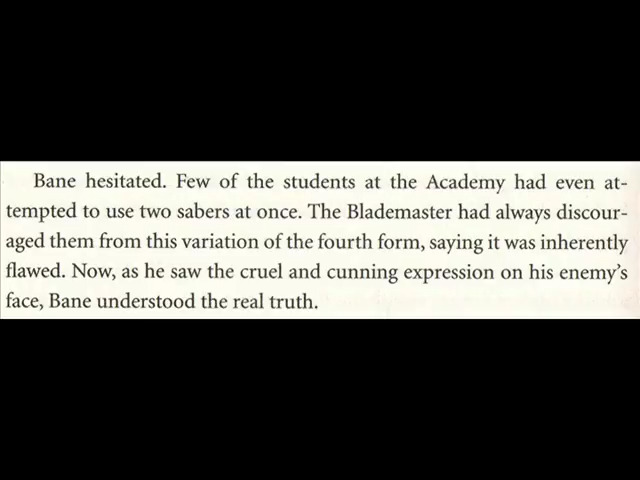 Bane hesitated. Few of the students at the Academy had even at-
tempted to use two sabers at once. The Blademaster had always discour-
aged them from this variation of the fourth form, saying it was inherently
flawed. Now, as he saw the cruel and cunning expression on his enemy's
face, Bane understood the real truth.